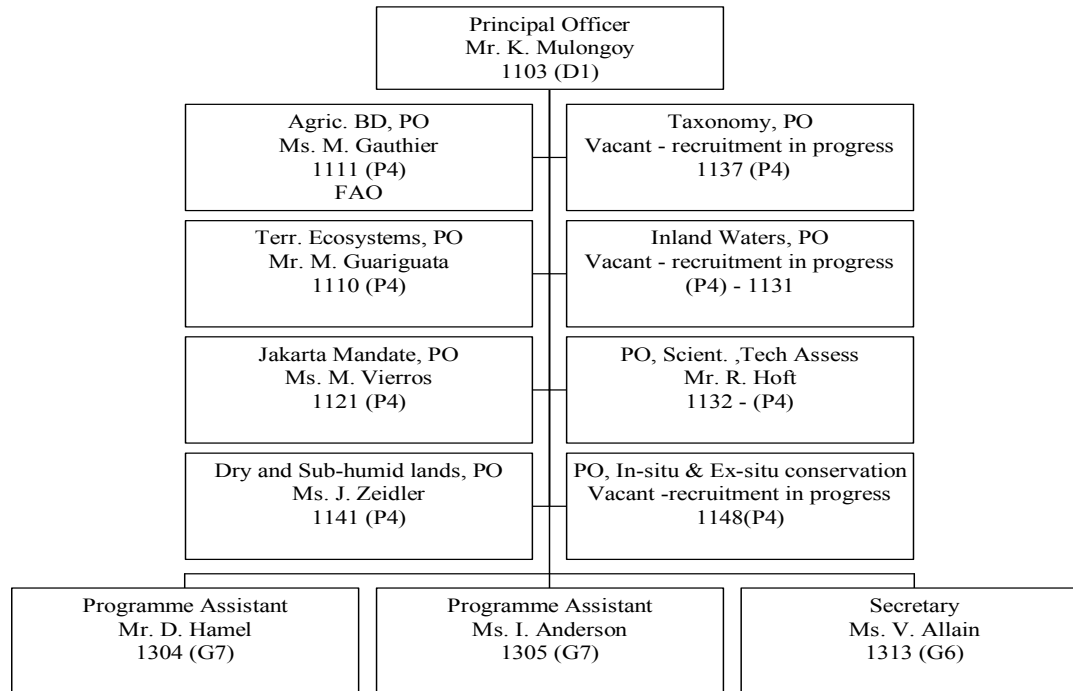 Principal Officer
Mr. K. Mulongoy
1103 (D1)
Agric. BD, PO
Ms. M. Gauthier
1111 (P4)
FAO
Taxonomy, PO
Vacant - recruitment in progress
1137 (P4)
Terr. Ecosystems, PO
Mr. M. Guariguata
1110 (P4)
Inland Waters, PO
Vacant - recruitment in progress
(P4) - 1131
Jakarta Mandate, PO
Ms. M. Vierros
1121 (P4)
PO, Scient. ,Tech Assess
Mr. R. Hoft
1132 - (P4)
Dry and Sub-humid lands, PO
Ms. J. Zeidler
1141 (P4)
PO, In-situ & Ex-situ conservation
Vacant -recruitment in progress
1148(P4)
Programme Assistant
Mr. D. Hamel
1304 (G7)
Programme Assistant
Ms. I. Anderson
1305 (G7)
Secretary
Ms. V. Allain
1313 (G6)